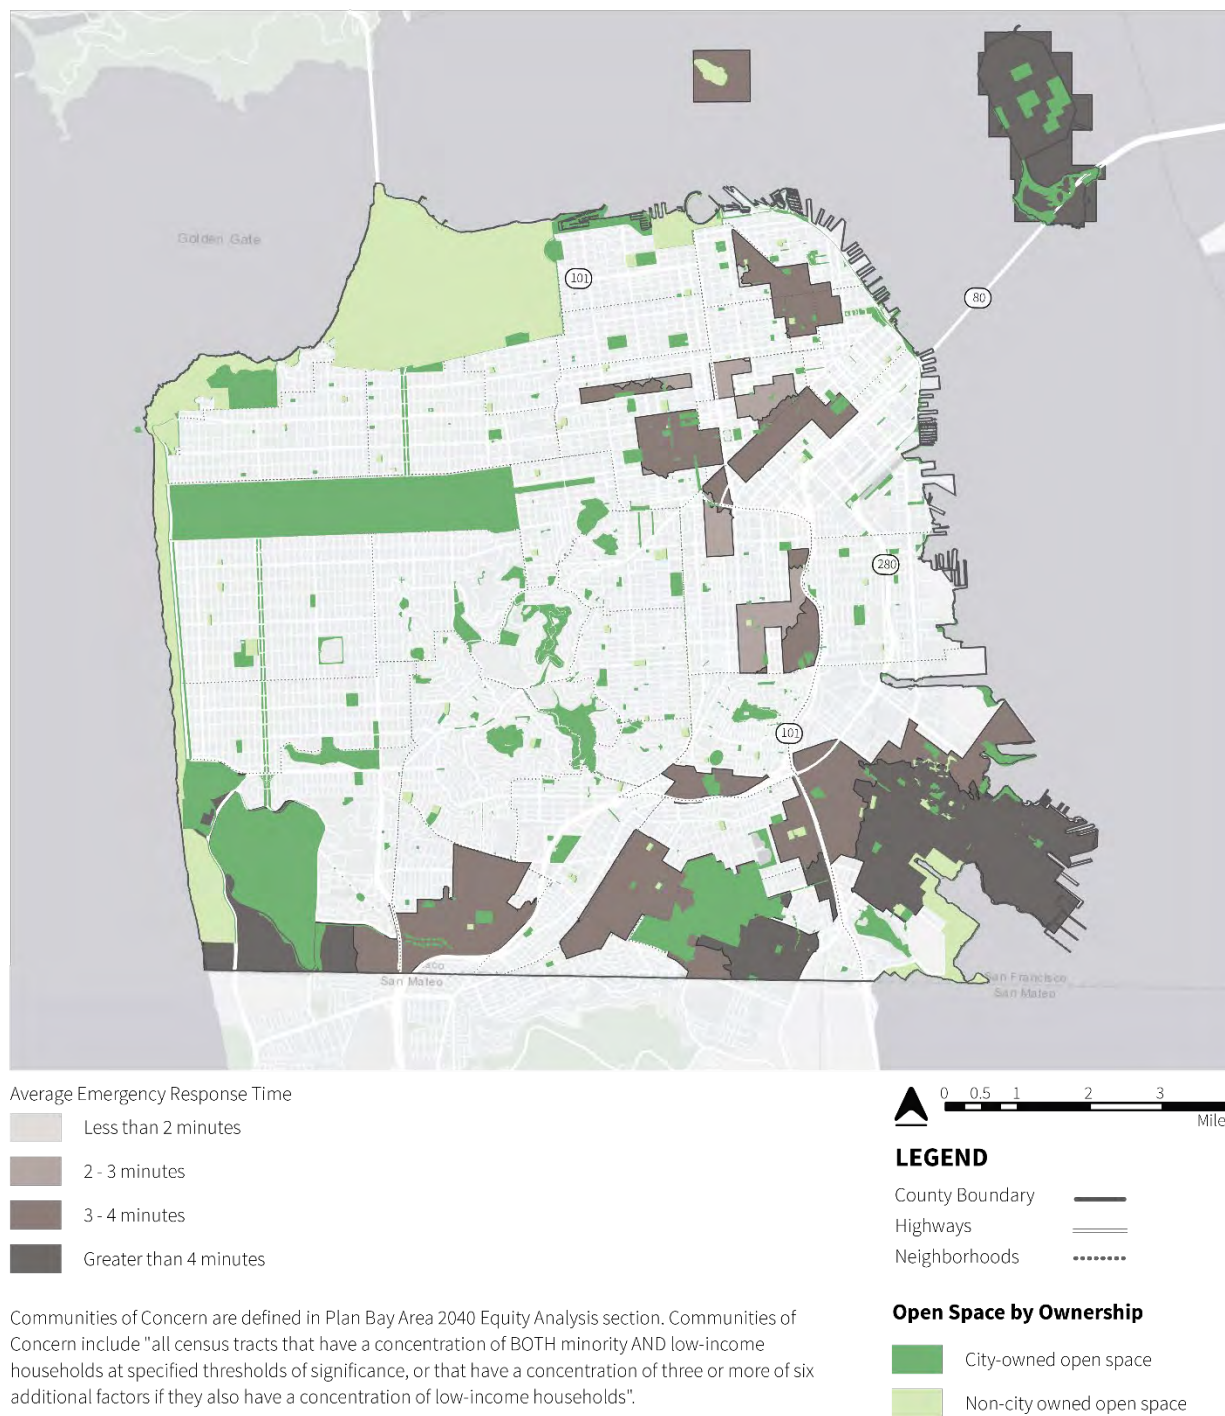 Golden Gate
101
80
280
101
San Mateo
San Francisco
San Mateo
Average Emergency Response Time
Less than 2 minutes
2 - 3 minutes
3 - 4 minutes
Greater than 4 minutes
0 0.5 1 2 3
Mile
LEGEND
County Boundary
Highways
Neighborhoods
Open Space by Ownership
City-owned open space
Non-city owned open space
Communities of Concern are defined in Plan Bay Area 2040 Equity Analysis section. Communities of
Concern include "all census tracts that have a concentration of BOTH minority AND low-income
households at specified thresholds of significance, or that have a concentration of three or more of six
additional factors if they also have a concentration of low-income households".